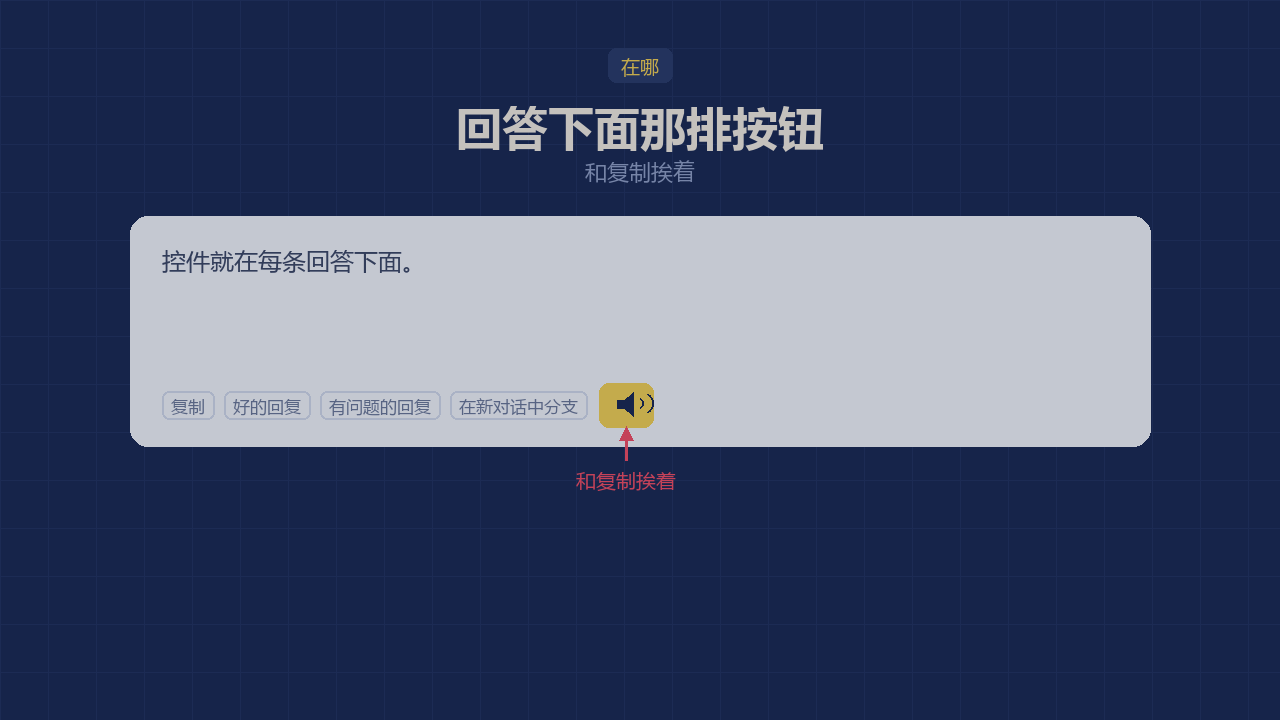 在哪
回答下面那排按钮
和复制挨着
控件就在每条回答下面。
复制 好的回复 有问题的回复 在新对话中分支
和复制挨着